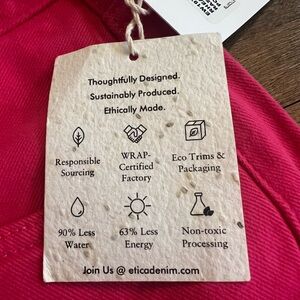 Thoughtfully Designed.
Sustainably Produced.
Ethically Made.
Responsible
Sourcing
WRAP-
Certified
Factory
Eco Trims &
Packaging
90% Less
Water
63% Less
Energy
Non-toxic
Processing
Join Us @ eticadenim.com